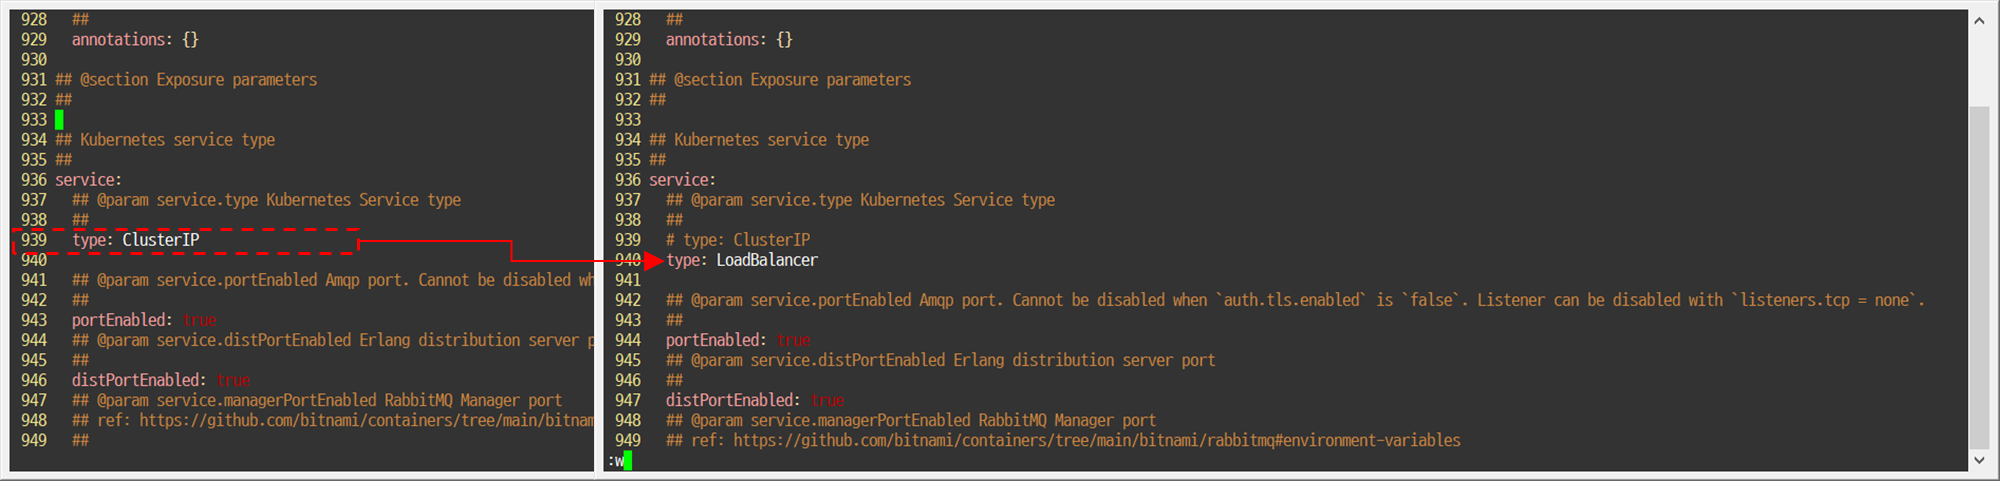 928   ##
929   annotations: {}
930
931 ## @section Exposure parameters
932 ##
933
934 ## Kubernetes service type
935 ##
936 service:
937   ## @param service.type Kubernetes Service type
938   ##
939   type: ClusterIP
940
941   ## @param service.portEnabled Amqp port. Cannot be disabled wh
942   ##
943   portEnabled: true
944   ## @param service.distPortEnabled Erlang distribution server p
945   ##
946   distPortEnabled: true
947   ## @param service.managerPortEnabled RabbitMQ Manager port
948   ## ref: https://github.com/bitnami/containers/tree/main/bitnam
949   ##
928   ##
929   annotations: {}
930
931 ## @section Exposure parameters
932 ##
933
934 ## Kubernetes service type
935 ##
936 service:
937   ## @param service.type Kubernetes Service type
938   ##
939   # type: ClusterIP
940   type: LoadBalancer
941
942   ## @param service.portEnabled Amqp port. Cannot be disabled when `auth.tls.enabled` is `false`. Listener can be disabled with `listeners.tcp = none`.
943   ##
944   portEnabled: true
945   ## @param service.distPortEnabled Erlang distribution server port
946   ##
947   distPortEnabled: true
948   ## @param service.managerPortEnabled RabbitMQ Manager port
949   ## ref: https://github.com/bitnami/containers/tree/main/bitnami/rabbitmq#environment-variables
:w